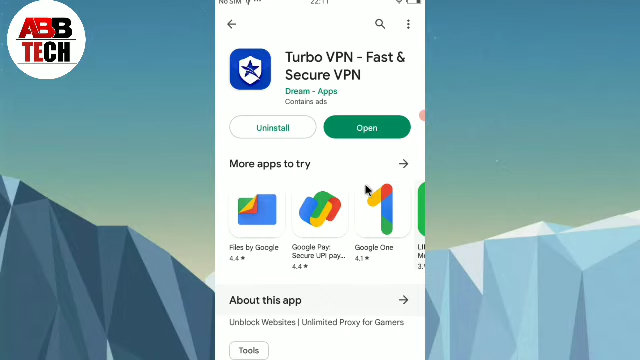 ABB
TECH
No SIM
22:11
Turbo VPN - Fast &
Secure VPN
Dream - Apps
Contains ads
Uninstall
Open
More apps to try
Files by Google
4.4★
Google Pay:
Secure UPI pay...
4.4★
Google One
4.1★
About this app
Unblock Websites | Unlimited Proxy for Gamers
Tools